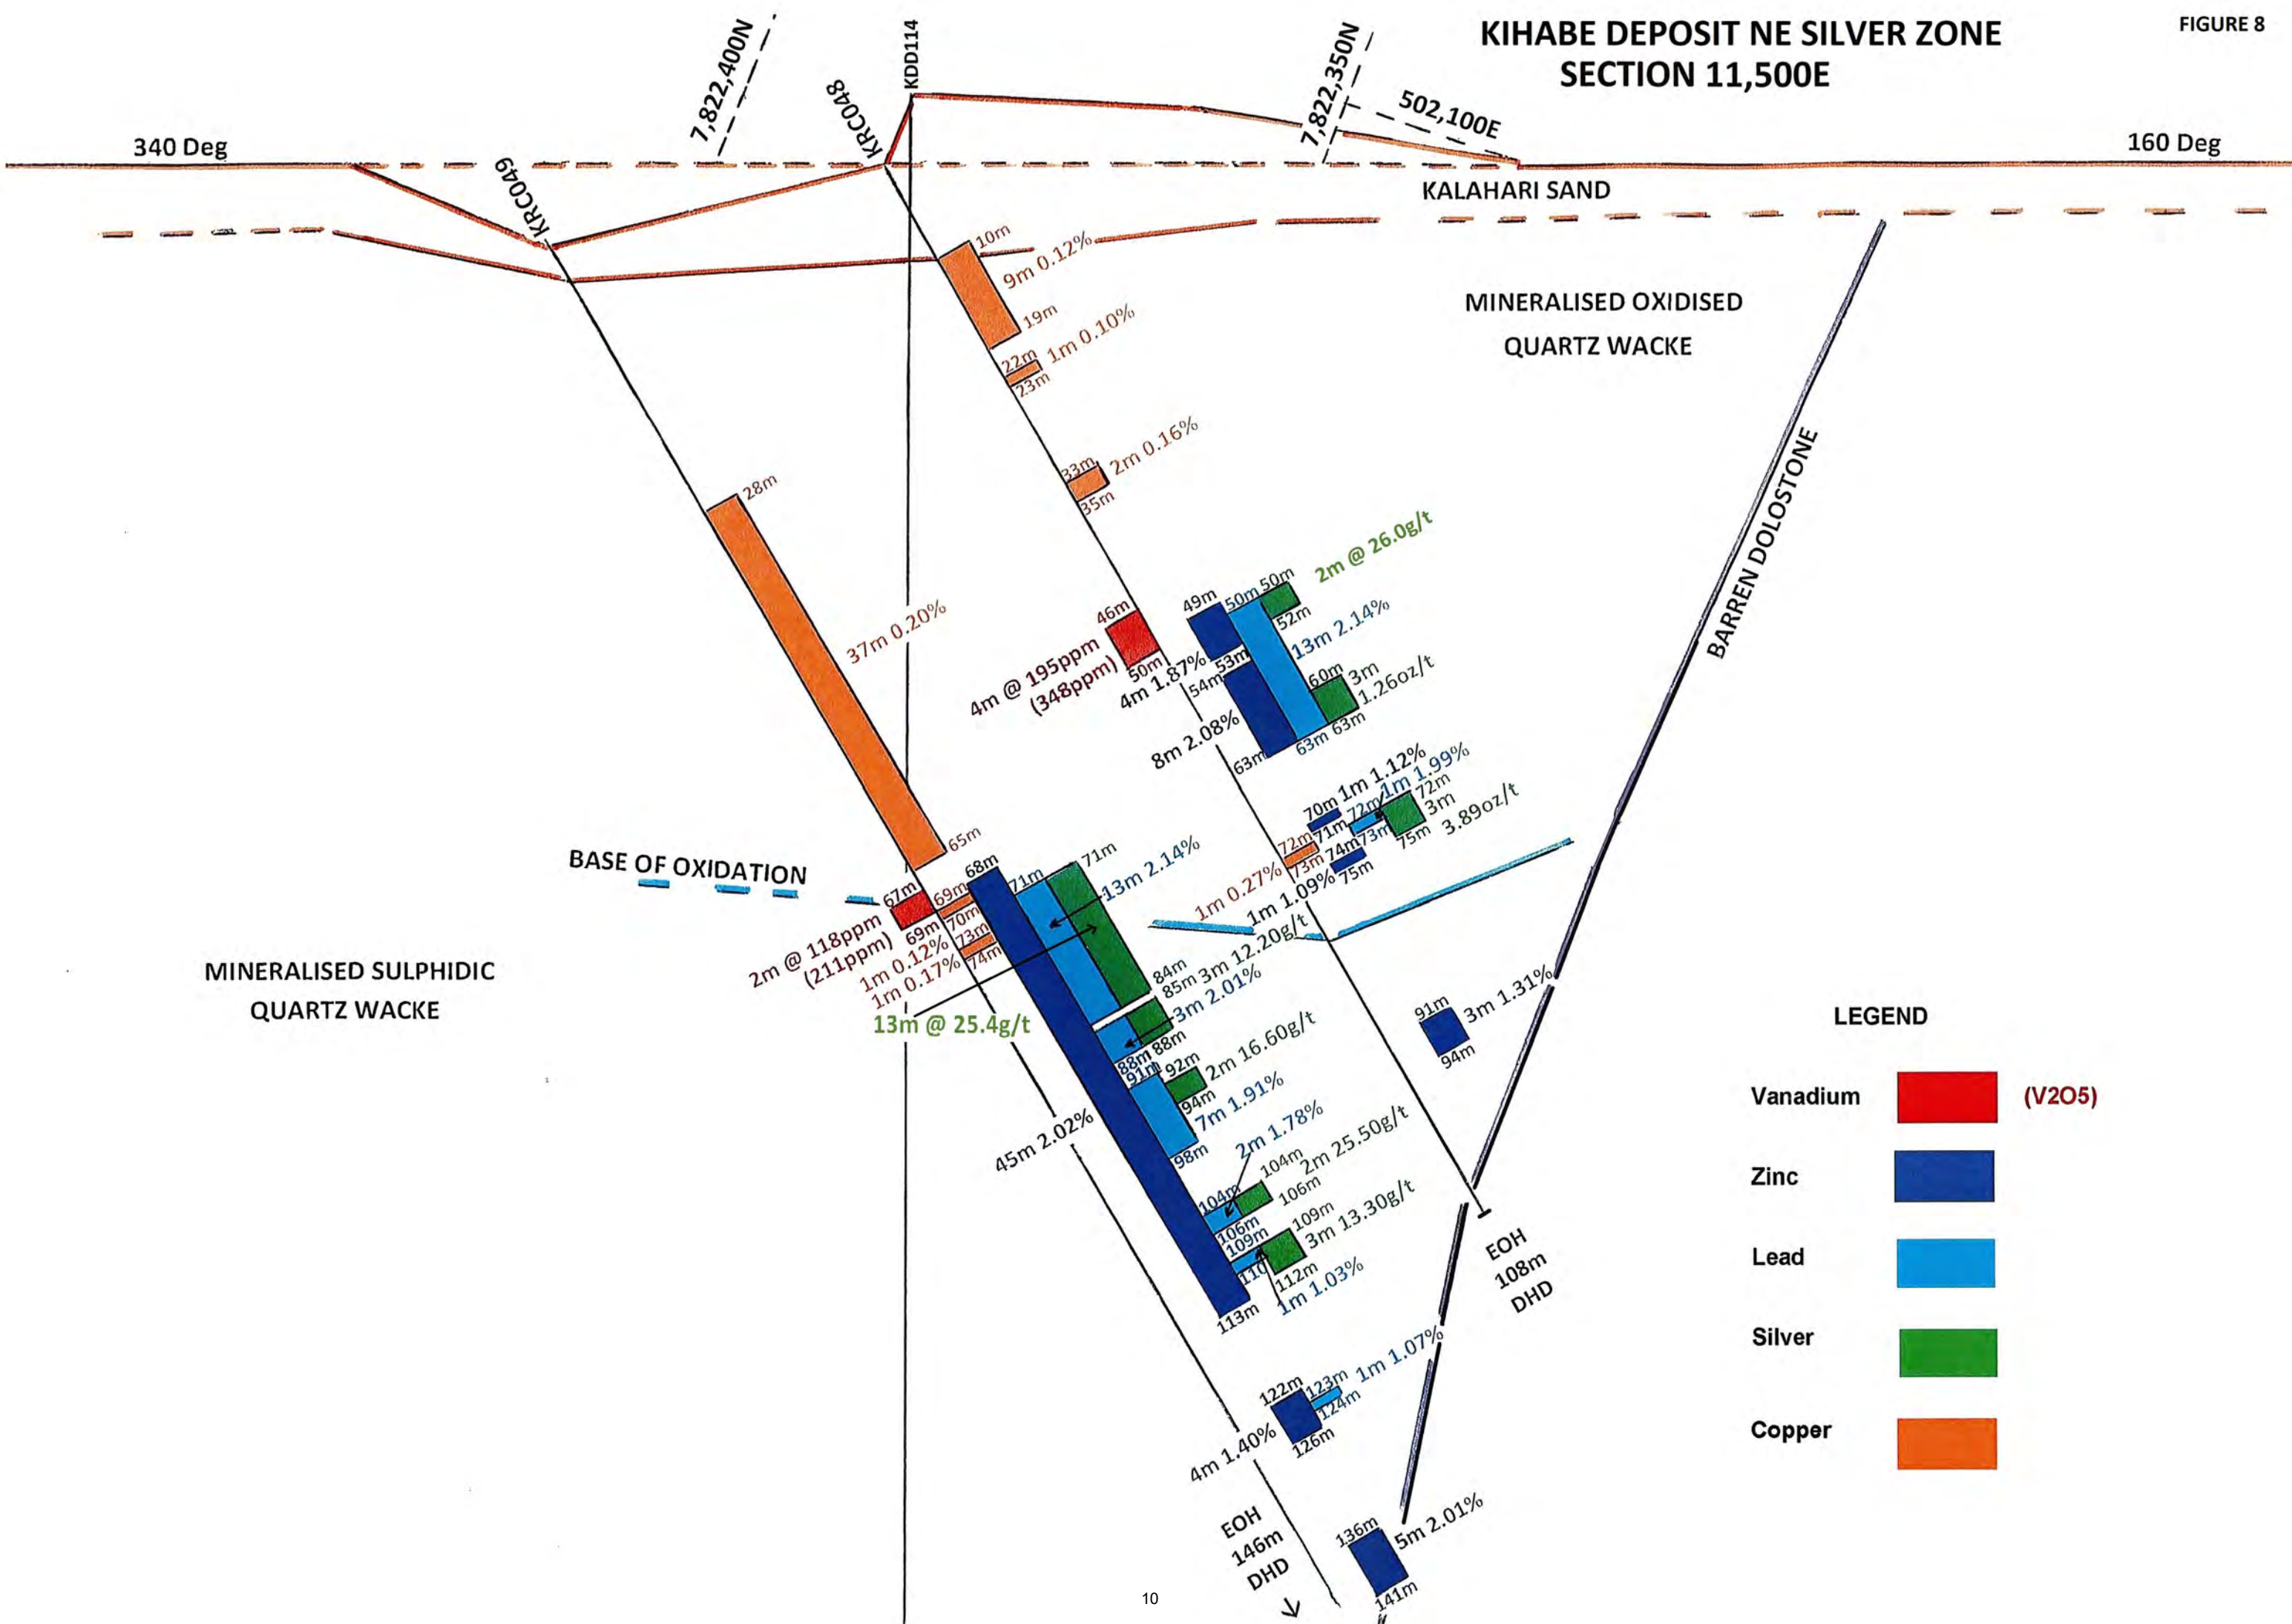 KIHABE DEPOSIT NE SILVER ZONE
SECTION 11,500E
FIGURE 8
340 Deg
7,822,400N
KRC049
KRC048
KDD114
7,822,350N
502,100E
160 Deg
KALAHARI SAND
MINERALISED OXIDISED
QUARTZ WACKE
BARREN DOLOSTONE
10m
9m 0.12%
19m
22m
1m 0.10%
23m
33m
2m 0.16%
35m
46m
4m @ 195ppm
(348ppm)
50m
49m
50m
50m
2m @ 26.0g/t
52m
13m 2.14%
4m 1.87%
53m
54m
60m
3m
1.26oz/t
8m 2.08%
63m
63m
63m
70m
1m 1.12%
71m
72m
1m 1.99%
72m
3m
3.89oz/t
73m
75m
72m
73m
1m 0.27%
74m
75m
1m 1.09%
91m
3m 1.31%
94m
EOH
108m
DHD
28m
37m 0.20%
65m
BASE OF OXIDATION
67m
69m
2m @ 118ppm
(211ppm)
69m
70m
1m 0.12%
73m
74m
1m 0.17%
68m
71m
71m
13m 2.14%
13m @ 25.4g/t
84m
85m
3m 12.20g/t
3m 2.01%
88m
88m
91m
92m
2m 16.60g/t
94m
7m 1.91%
98m
45m 2.02%
2m 1.78%
104m
104m
2m 25.50g/t
106m
106m
109m
109m
3m 13.30g/t
110
112m
1m 1.03%
113m
122m
123m
1m 1.07%
124m
126m
4m 1.40%
136m
5m 2.01%
141m
EOH
146m
DHD
MINERALISED SULPHIDIC
QUARTZ WACKE
LEGEND
Vanadium
(V2O5)
Zinc
Lead
Silver
Copper
10